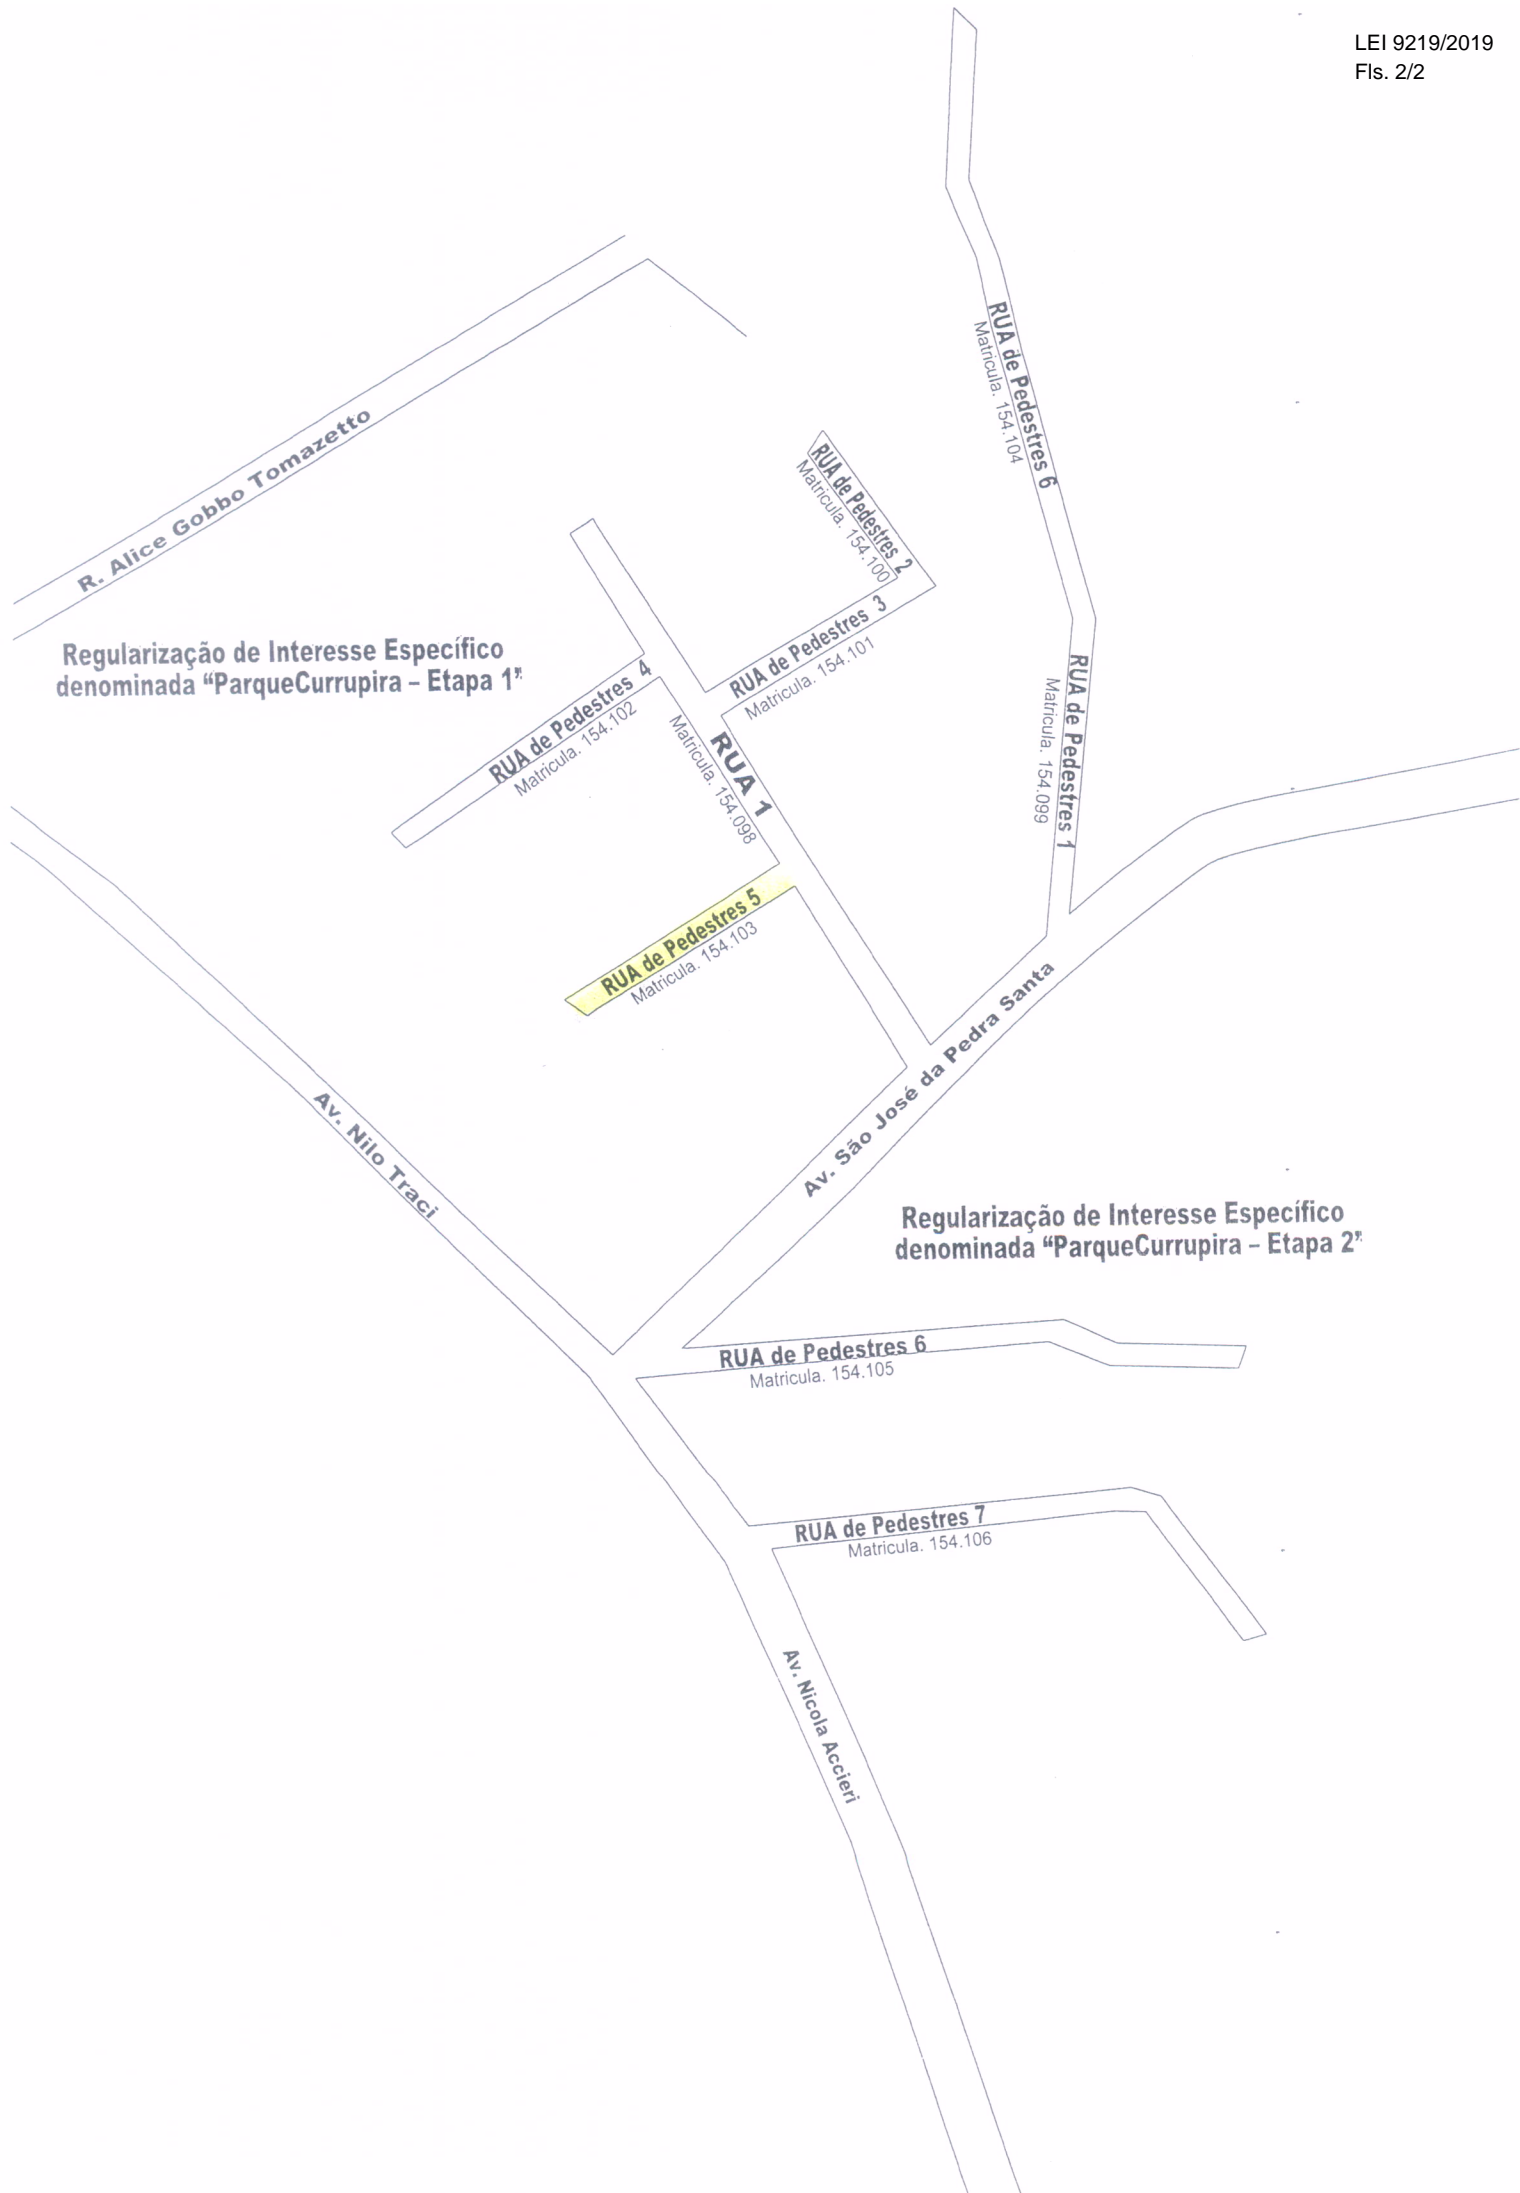 LEI 9219/2019
Fls. 2/2
RUA de Pedestres 6
Matricula. 154.104
R. Alice Gobbo Tomazetto
RUA de Pedestres 2
Matricula. 154.100
RUA de Pedestres 3
Matricula. 154.101
Regularização de Interesse Específico
denominada “ParqueCurrupira – Etapa 1”
RUA de Pedestres 4
Matricula. 154.102
RUA 1
Matricula. 154.098
RUA de Pedestres 1
Matricula. 154.099
RUA de Pedestres 5
Matricula. 154.103
Av. São José da Pedra Santa
Av. Nilo Traci
Regularização de Interesse Específico
denominada “ParqueCurrupira – Etapa 2”
RUA de Pedestres 6
Matricula. 154.105
RUA de Pedestres 7
Matricula. 154.106
Av. Nicola Accieri